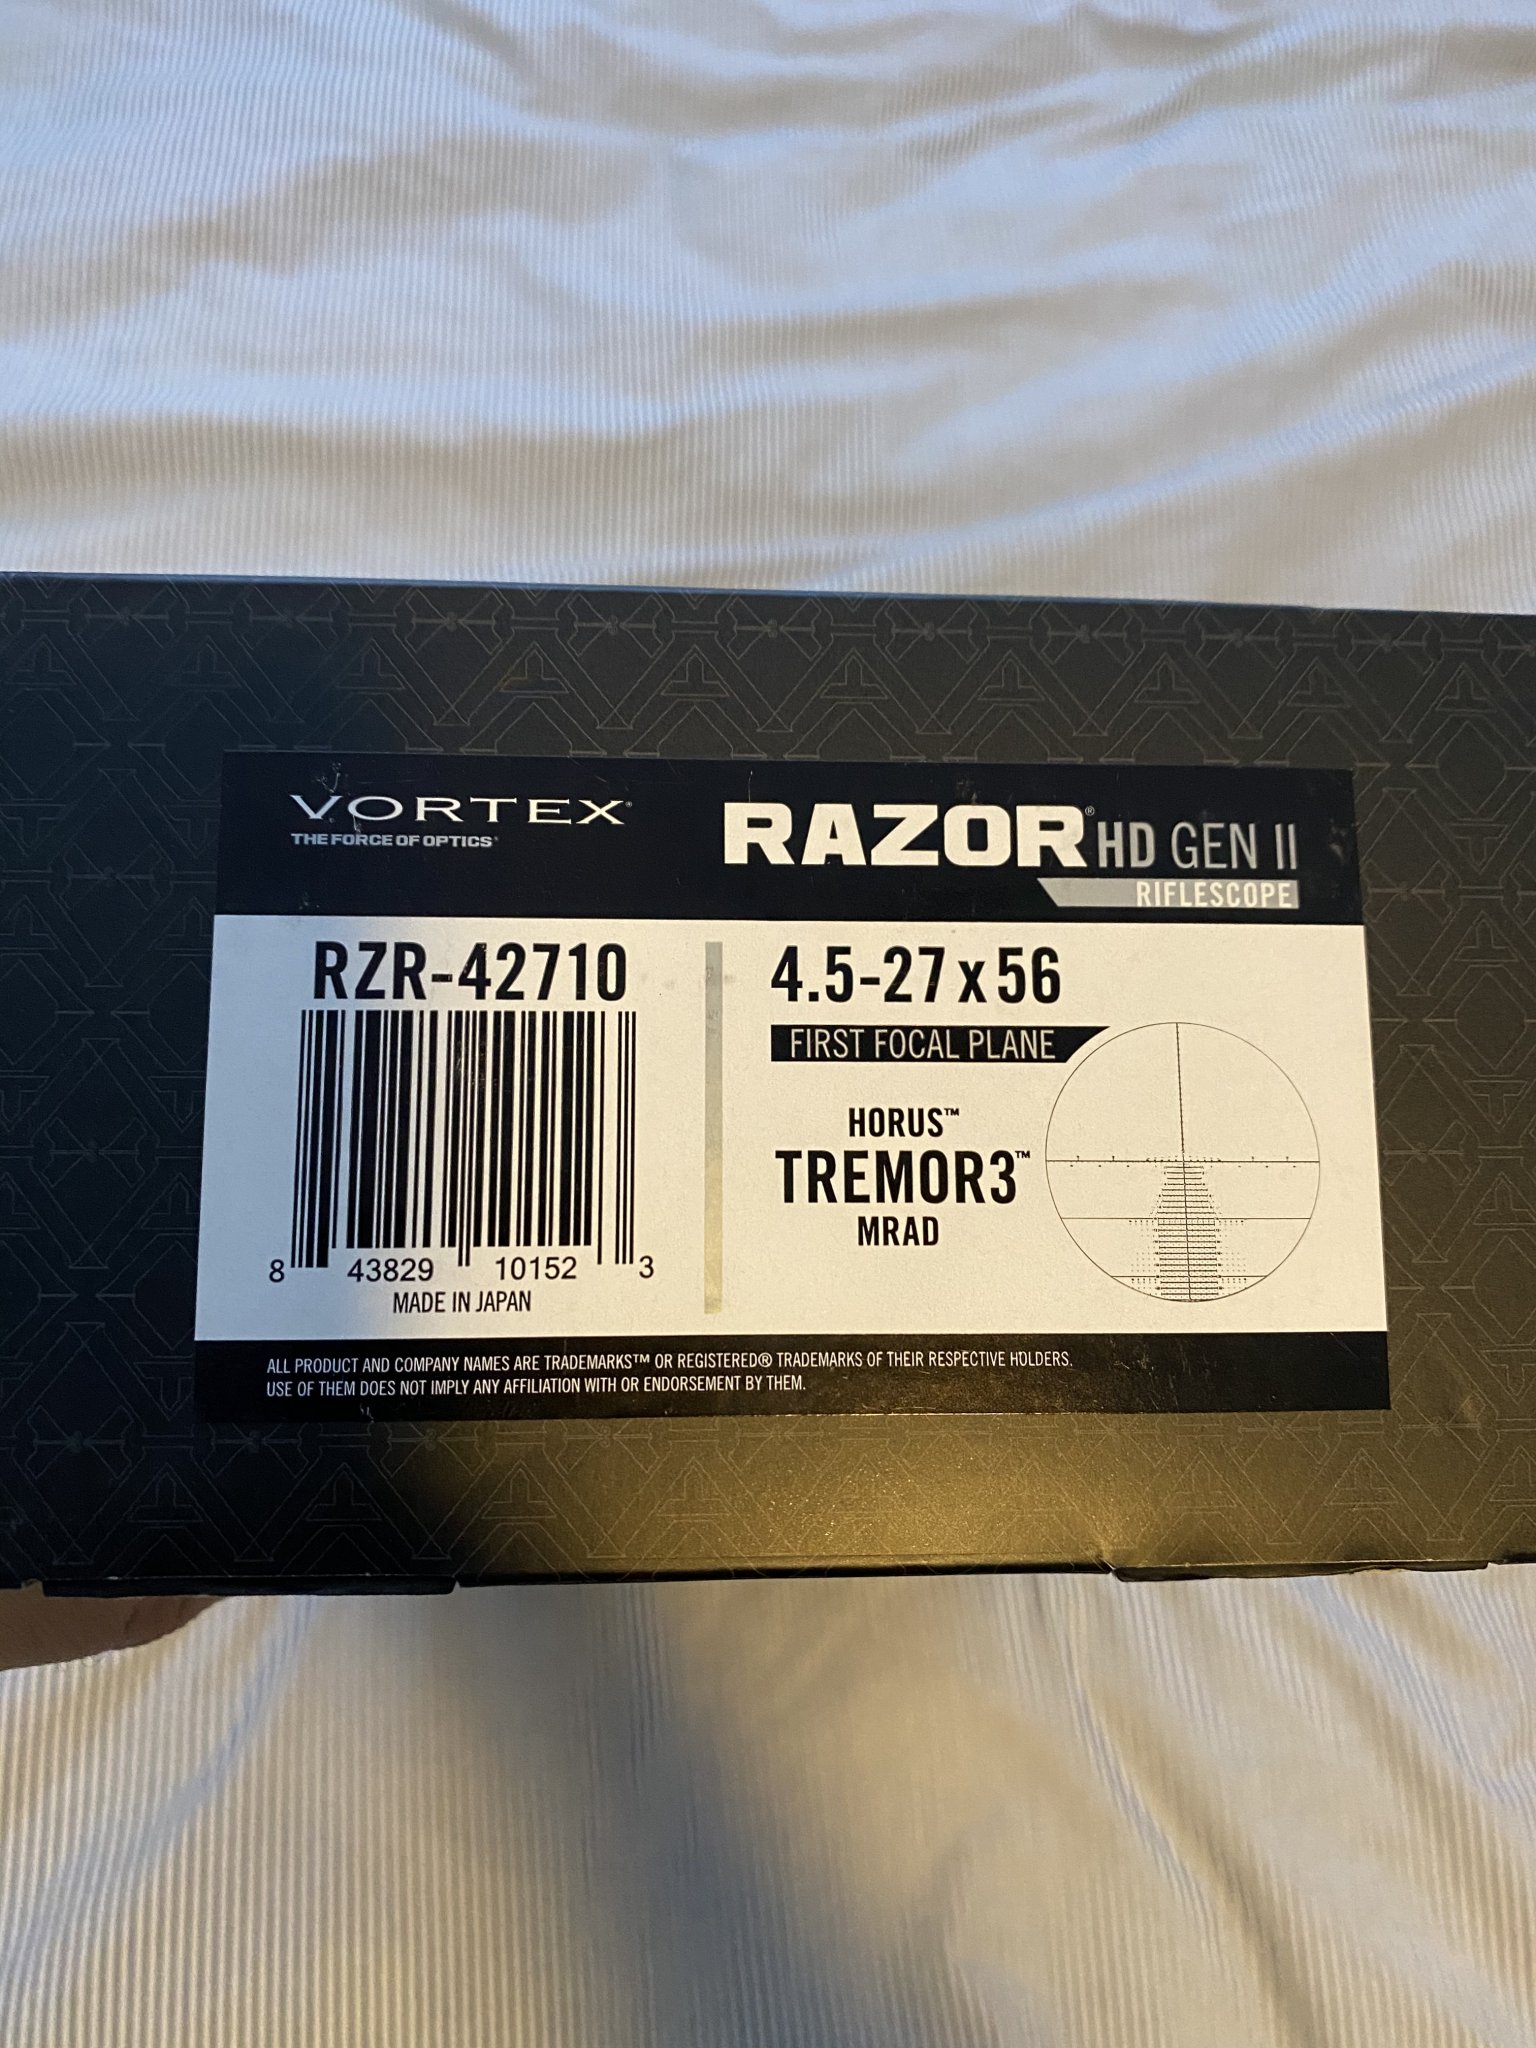 VORTEX®
THE FORCE OF OPTICS®
RAZOR® HD GEN II
RIFLESCOPE
RZR-42710
8 43829 10152 3
MADE IN JAPAN
4.5-27 x 56
FIRST FOCAL PLANE
HORUS™
TREMOR3™
MRAD
ALL PRODUCT AND COMPANY NAMES ARE TRADEMARKS™ OR REGISTERED® TRADEMARKS OF THEIR RESPECTIVE HOLDERS.
USE OF THEM DOES NOT IMPLY ANY AFFILIATION WITH OR ENDORSEMENT BY THEM.